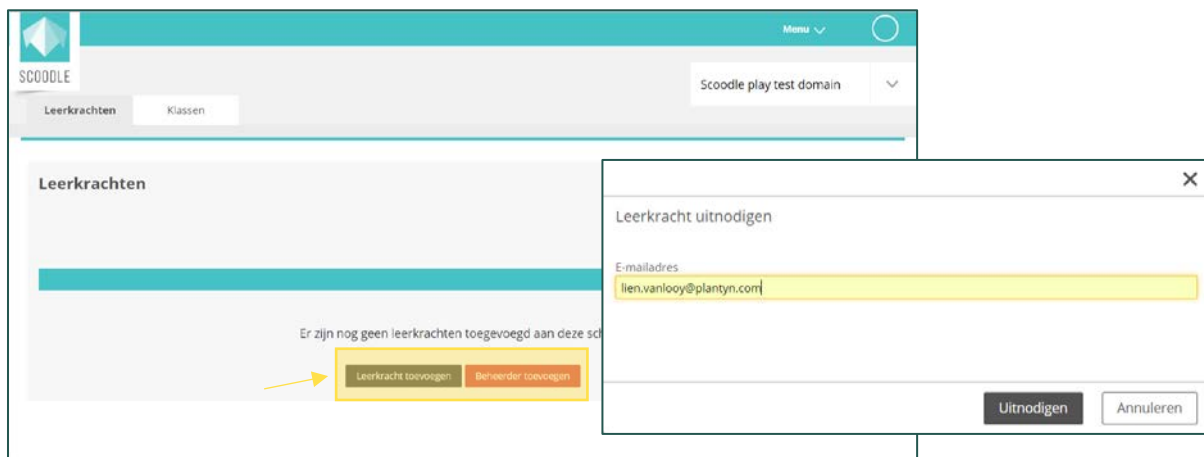 Menu
SCOODLE
Scoodle play test domain
Leerkrachten
Klassen
Leerkrachten
Er zijn nog geen leerkrachten toegevoegd aan deze sch
Leerkracht toevoegen
Beheerder toevoegen
Leerkracht uitnodigen
E-mailadres
lien.vanlooy@plantyn.com
Uitnodigen
Annuleren